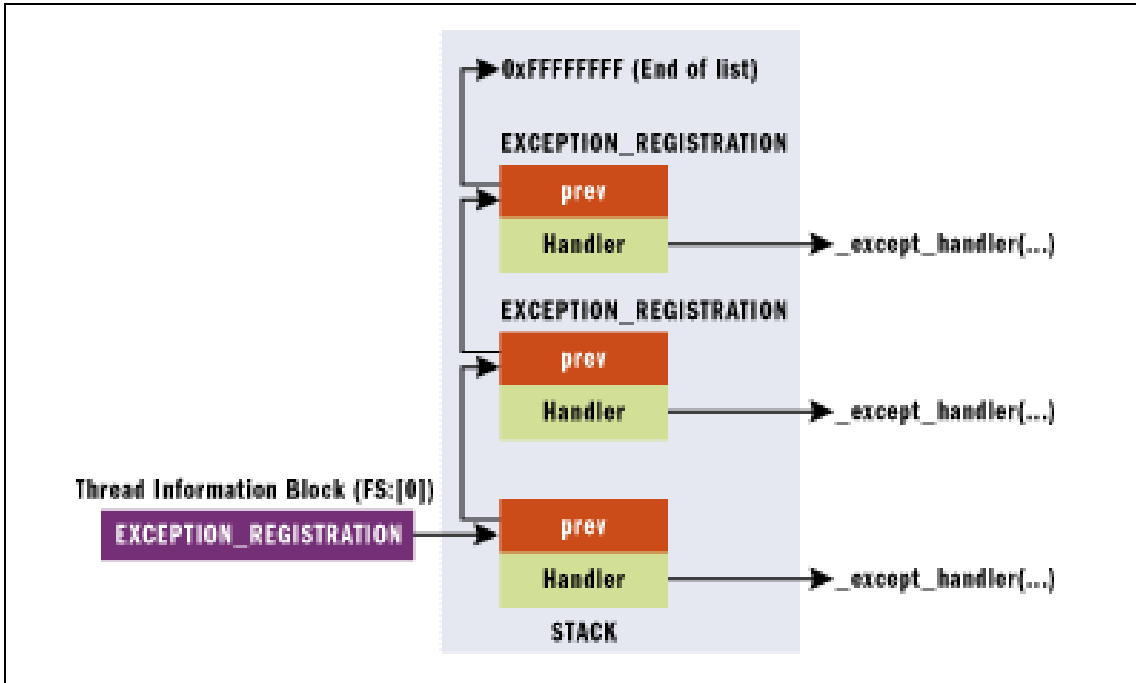 0xFFFFFFFF (End of list)
EXCEPTION_REGISTRATION
prev
Handler
_except_handler(...)
EXCEPTION_REGISTRATION
prev
Handler
_except_handler(...)
Thread Information Block (FS:[0])
EXCEPTION_REGISTRATION
prev
Handler
_except_handler(...)
STACK